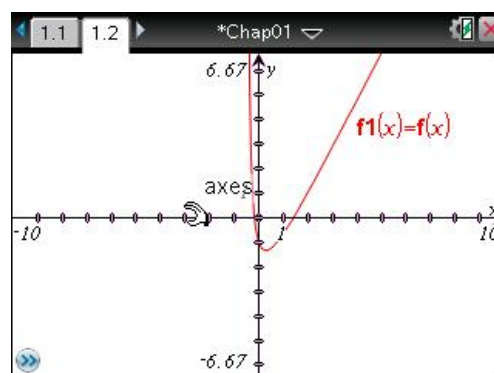 1.1 1.2 *Chap01
6.67 y
f1(x)=f(x)
axes
x
-10 1 10
-6.67